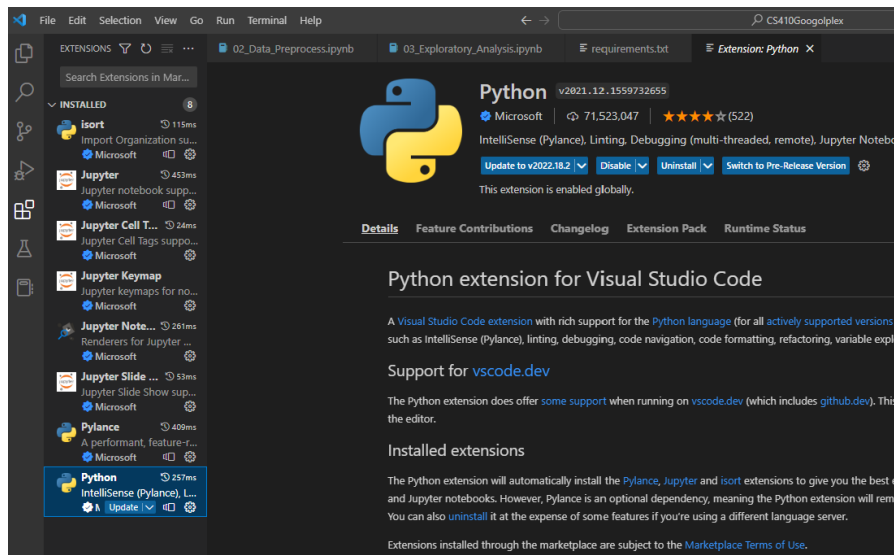 File Edit Selection View Go Run Terminal Help
CS410Googolplex
EXTENSIONS
02_Data_Preprocess.ipynb
03_Exploratory_Analysis.ipynb
requirements.txt
Extension: Python
Search Extensions in Mar...
INSTALLED 8
isort 115ms
Import Organization su...
Microsoft
Jupyter 453ms
Jupyter notebook supp...
Microsoft
Jupyter Cell T... 24ms
Jupyter Cell Tags suppo...
Microsoft
Jupyter Keymap
Jupyter keymaps for no...
Microsoft
Jupyter Note... 261ms
Renderers for Jupyter ...
Microsoft
Jupyter Slide ... 53ms
Jupyter Slide Show sup...
Microsoft
Pylance 409ms
A performant, feature-r...
Microsoft
Python 257ms
IntelliSense (Pylance), L...
Update
Python v2021.12.1559732655
Microsoft 71,523,047 (522)
IntelliSense (Pylance), Linting, Debugging (multi-threaded, remote), Jupyter Notebo
Update to v2022.18.2 Disable Uninstall Switch to Pre-Release Version
This extension is enabled globally.
Details Feature Contributions Changelog Extension Pack Runtime Status
Python extension for Visual Studio Code
A Visual Studio Code extension with rich support for the Python language (for all actively supported versions
such as IntelliSense (Pylance), linting, debugging, code navigation, code formatting, refactoring, variable expl
Support for vscode.dev
The Python extension does offer some support when running on vscode.dev (which includes github.dev). This
the editor.
Installed extensions
The Python extension will automatically install the Pylance, Jupyter and isort extensions to give you the best e
and Jupyter notebooks. However, Pylance is an optional dependency, meaning the Python extension will rem
You can also uninstall it at the expense of some features if you're using a different language server.
Extensions installed through the marketplace are subject to the Marketplace Terms of Use.